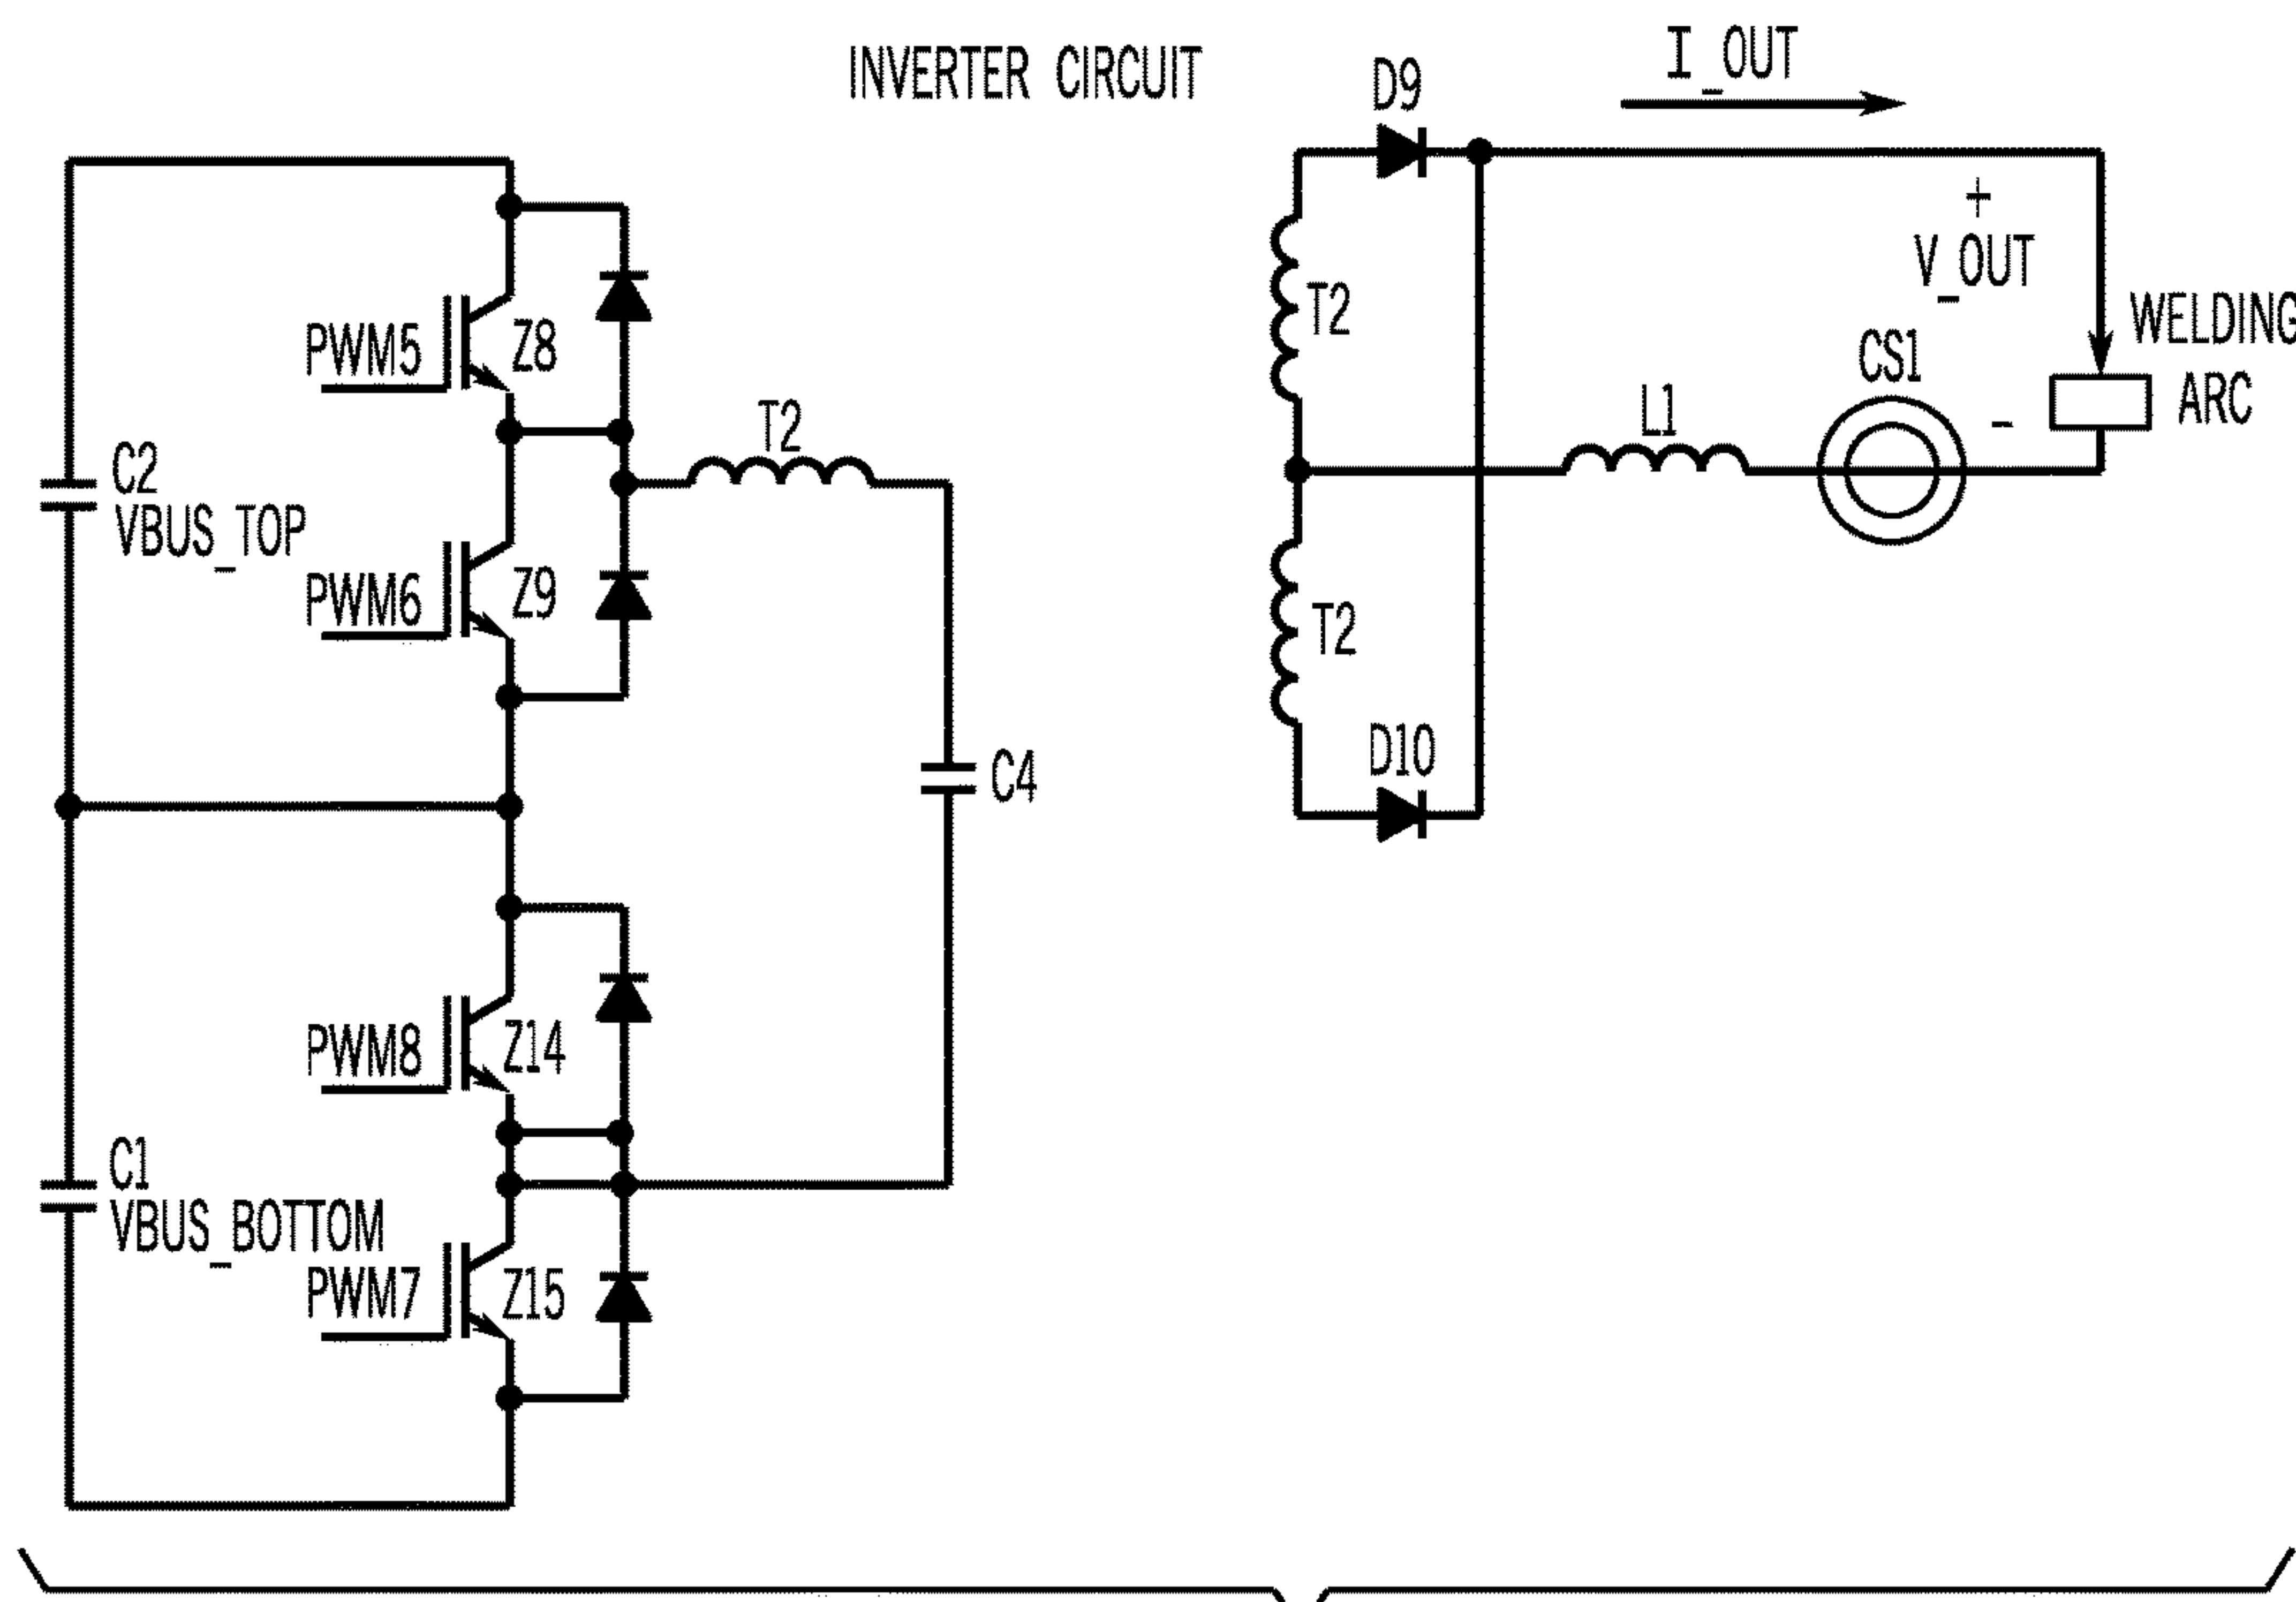 INVERTER CIRCUIT
I_OUT
D9
+
V_OUT
WELDING
ARC
CS1
-
L1
T2
T2
D10
PWM5
Z8
T2
C2
VBUS_TOP
PWM6
Z9
C4
PWM8
Z14
C1
VBUS_BOTTOM
PWM7
Z15